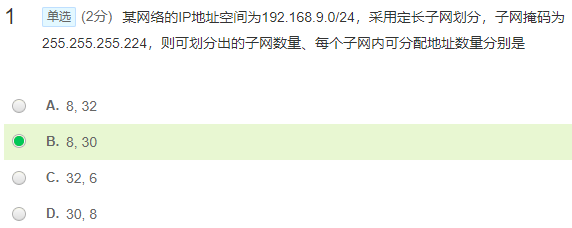 1 单选 (2分) 某网络的IP地址空间为192.168.9.0/24，采用定长子网划分，子网掩码为
255.255.255.224，则可划分出的子网数量、每个子网内可分配地址数量分别是
A. 8, 32
B. 8, 30
C. 32, 6
D. 30, 8